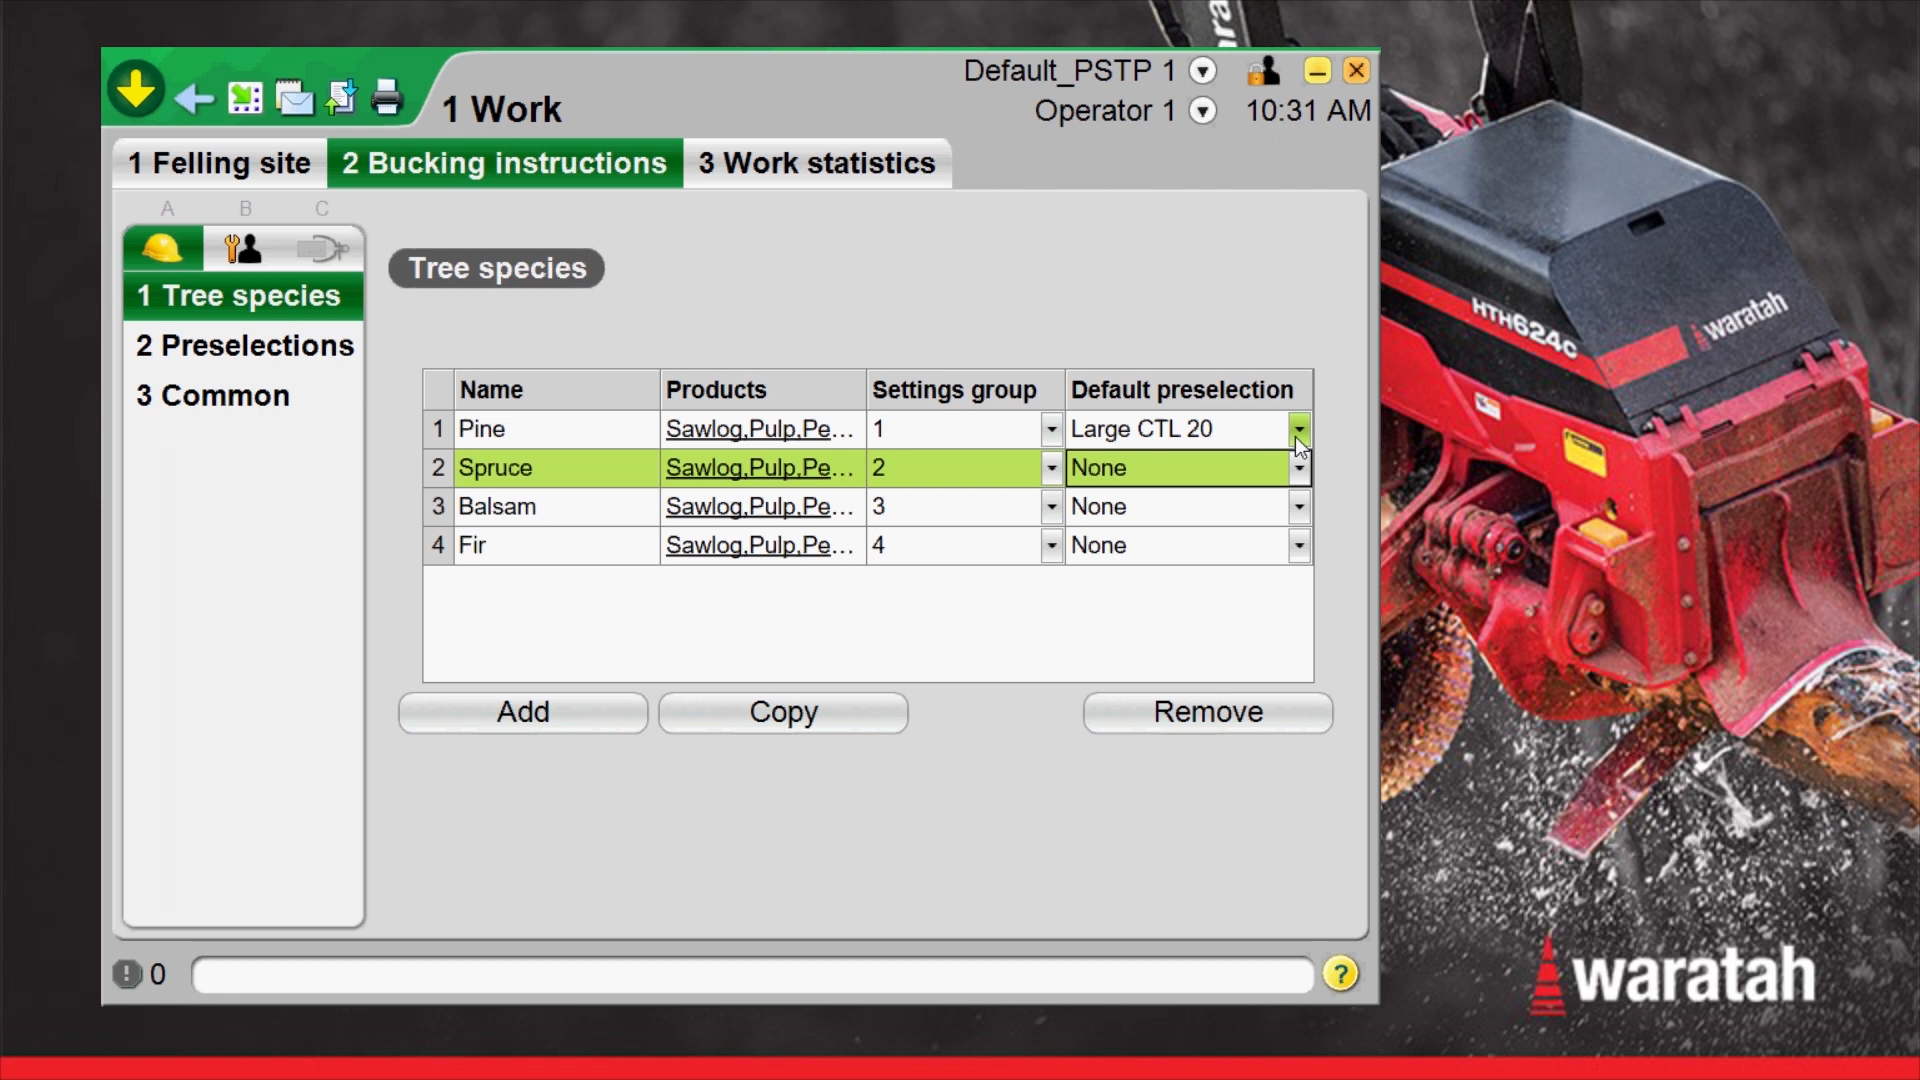 Default_PSTP 1
1 Work
Operator 1 10:31 AM
1 Felling site 2 Bucking instructions 3 Work statistics
A B C
Tree species
1 Tree species
2 Preselections
3 Common
Name Products Settings group Default preselection
1 Pine Sawlog,Pulp,Pe... 1 Large CTL 20
2 Spruce Sawlog,Pulp,Pe... 2 None
3 Balsam Sawlog,Pulp,Pe... 3 None
4 Fir Sawlog,Pulp,Pe... 4 None
Add Copy Remove
0 ?
HTH624C waratah
waratah